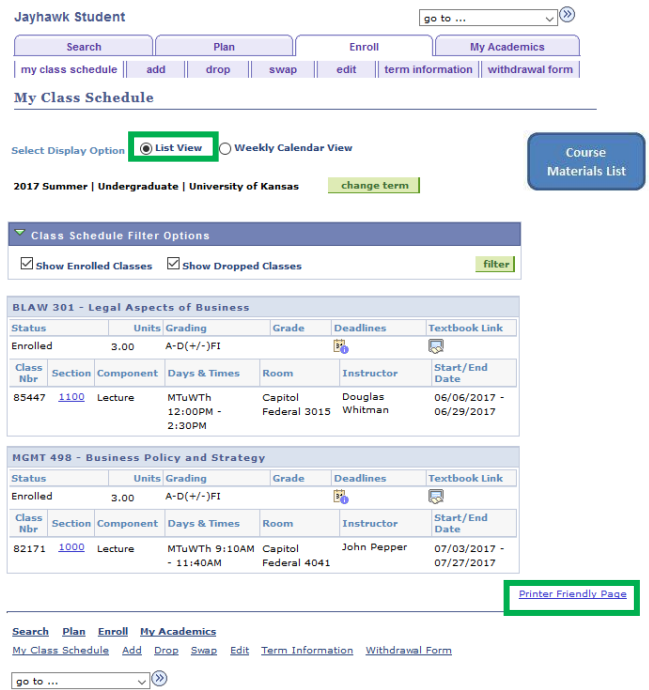 Jayhawk Student
go to ...
Search Plan Enroll My Academics
my class schedule add drop swap edit term information withdrawal form
My Class Schedule
Select Display Option List View Weekly Calendar View
Course
Materials List
2017 Summer | Undergraduate | University of Kansas change term
Class Schedule Filter Options
Show Enrolled Classes Show Dropped Classes filter
BLAW 301 - Legal Aspects of Business
Status Units Grading Grade Deadlines Textbook Link
Enrolled 3.00 A-D(+/-)FI
Class
Nbr Section Component Days & Times Room Instructor Start/End
Date
85447 1100 Lecture MTuWTh Capitol Douglas 06/06/2017 -
12:00PM - Federal 3015 Whitman 06/29/2017
2:30PM
MGMT 498 - Business Policy and Strategy
Status Units Grading Grade Deadlines Textbook Link
Enrolled 3.00 A-D(+/-)FI
Class
Nbr Section Component Days & Times Room Instructor Start/End
Date
82171 1000 Lecture MTuWTh 9:10AM Capitol John Pepper 07/03/2017 -
- 11:40AM Federal 4041 07/27/2017
Printer Friendly Page
Search Plan Enroll My Academics
My Class Schedule Add Drop Swap Edit Term Information Withdrawal Form
go to ...